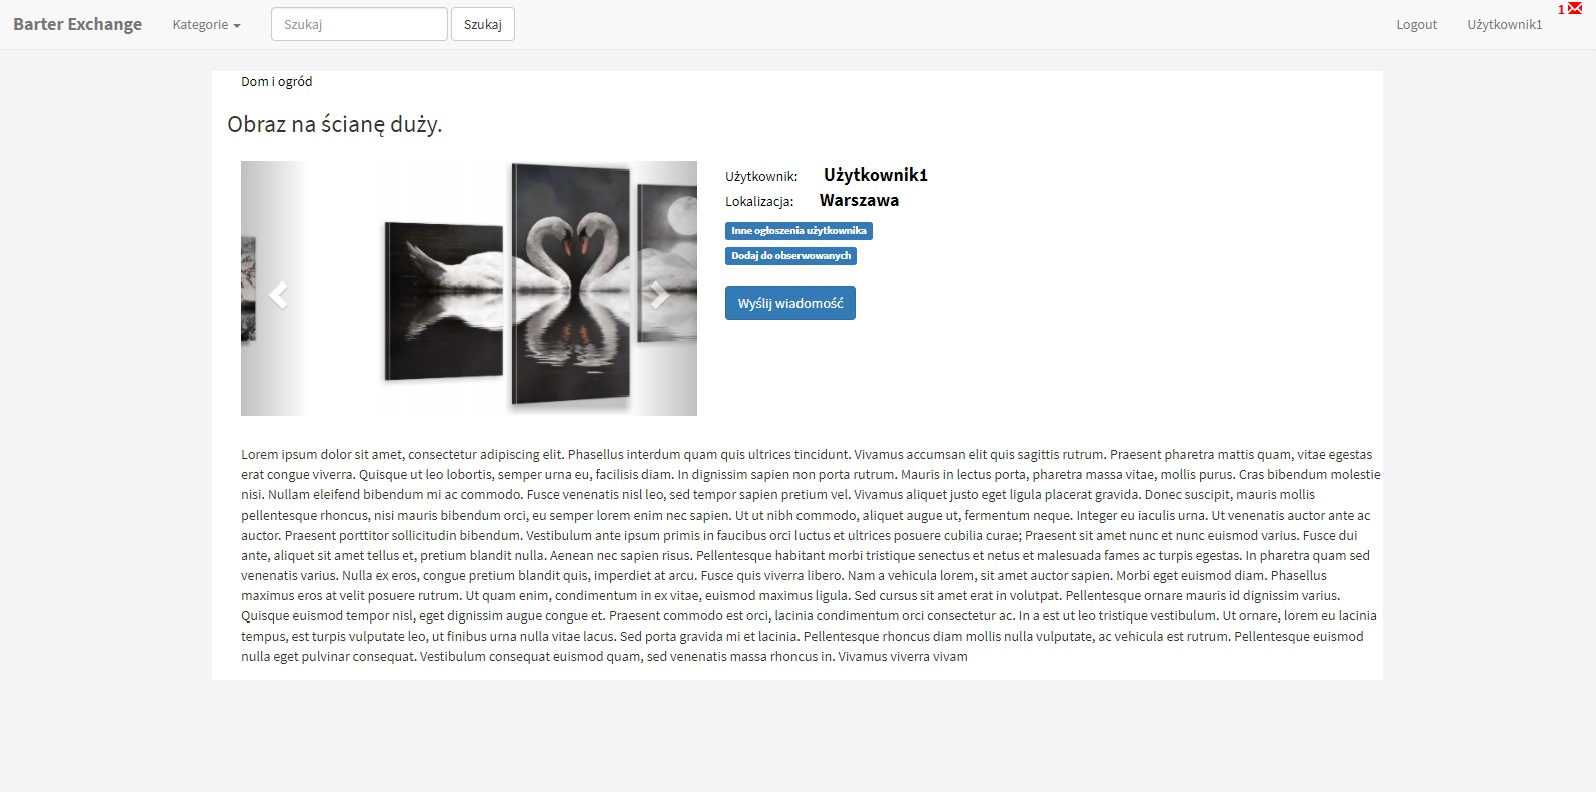 Barter Exchange Kategorie Szukaj Szukaj Logout Użytkownik1 1
Dom i ogród
Obraz na ścianę duży.
Użytkownik: Użytkownik1
Lokalizacja: Warszawa
Inne ogłoszenia użytkownika
Dodaj do obserwowanych
Wyślij wiadomość
Lorem ipsum dolor sit amet, consectetur adipiscing elit. Phasellus interdum quam quis ultrices tincidunt. Vivamus accumsan elit quis sagittis rutrum. Praesent pharetra mattis quam, vitae egestas
erat congue viverra. Quisque ut leo lobortis, semper urna eu, facilisis diam. In dignissim sapien non porta rutrum. Mauris in lectus porta, pharetra massa vitae, mollis purus. Cras bibendum molestie
nisi. Nullam eleifend bibendum mi ac commodo. Fusce venenatis nisl leo, sed tempor sapien pretium vel. Vivamus aliquet justo eget ligula placerat gravida. Donec suscipit, mauris mollis
pellentesque rhoncus, nisi mauris bibendum orci, eu semper lorem enim nec sapien. Ut ut nibh commodo, aliquet augue ut, fermentum neque. Integer eu iaculis urna. Ut venenatis auctor ante ac
auctor. Praesent porttitor sollicitudin bibendum. Vestibulum ante ipsum primis in faucibus orci luctus et ultrices posuere cubilia curae; Praesent sit amet nunc et nunc euismod varius. Fusce dui
ante, aliquet sit amet tellus et, pretium blandit nulla. Aenean nec sapien risus. Pellentesque habitant morbi tristique senectus et netus et malesuada fames ac turpis egestas. In pharetra quam sed
venenatis varius. Nulla ex eros, congue pretium blandit quis, imperdiet at arcu. Fusce quis viverra libero. Nam a vehicula lorem, sit amet auctor sapien. Morbi eget euismod diam. Phasellus
maximus eros at velit posuere rutrum. Ut quam enim, condimentum in ex vitae, euismod maximus ligula. Sed cursus sit amet erat in volutpat. Pellentesque ornare mauris id dignissim varius.
Quisque euismod tempor nisl, eget dignissim augue congue et. Praesent commodo est orci, lacinia condimentum orci consectetur ac. In a est ut leo tristique vestibulum. Ut ornare, lorem eu lacinia
tempus, est turpis vulputate leo, ut finibus urna nulla vitae lacus. Sed porta gravida mi et lacinia. Pellentesque rhoncus diam mollis nulla vulputate, ac vehicula est rutrum. Pellentesque euismod
nulla eget pulvinar consequat. Vestibulum consequat euismod quam, sed venenatis massa rhoncus in. Vivamus viverra vivam